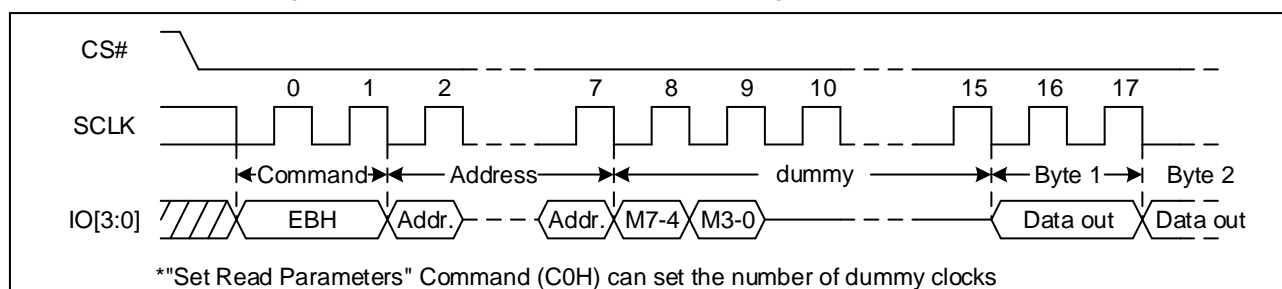 CS#
0 1 2 7 8 9 10 15 16 17
SCLK
Command Address dummy Byte 1 Byte 2
IO[3:0] EBH Addr. Addr. M7-4 M3-0 Data out Data out
*"Set Read Parameters" Command (C0H) can set the number of dummy clocks